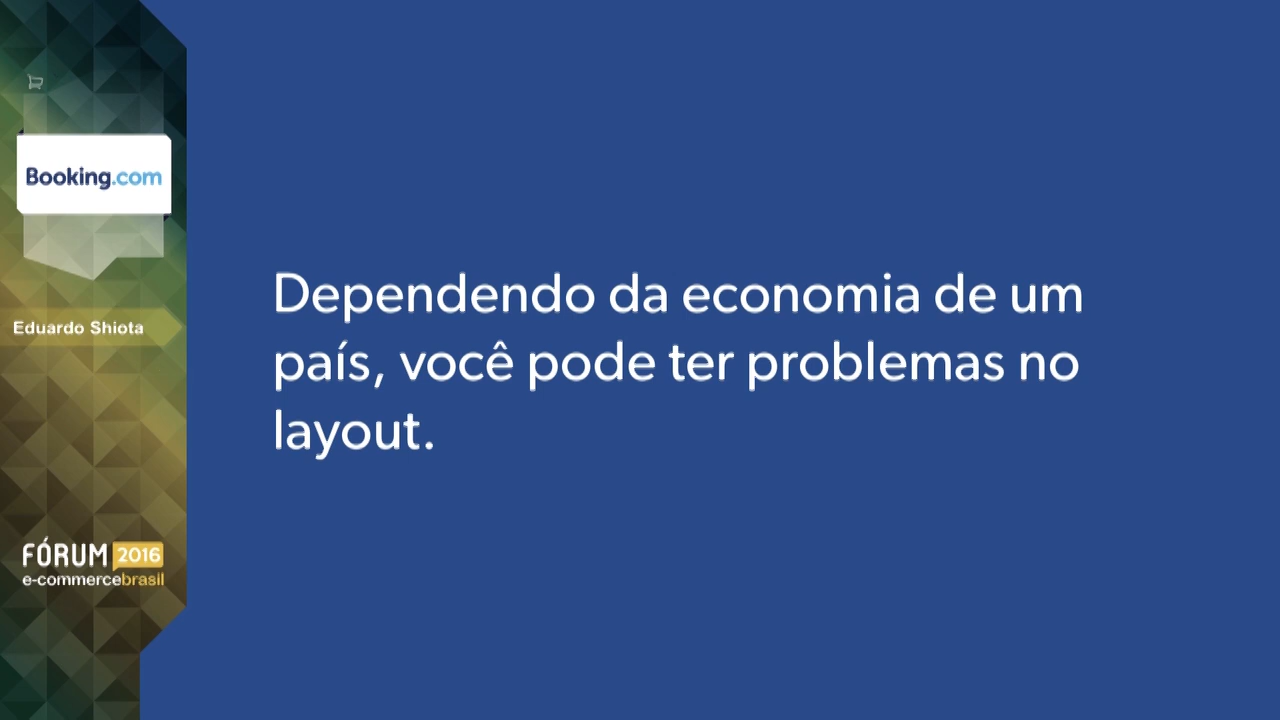 Booking.com
Eduardo Shiota
FÓRUM 2016
e-commercebrasil
Dependendo da economia de um
país, você pode ter problemas no
layout.